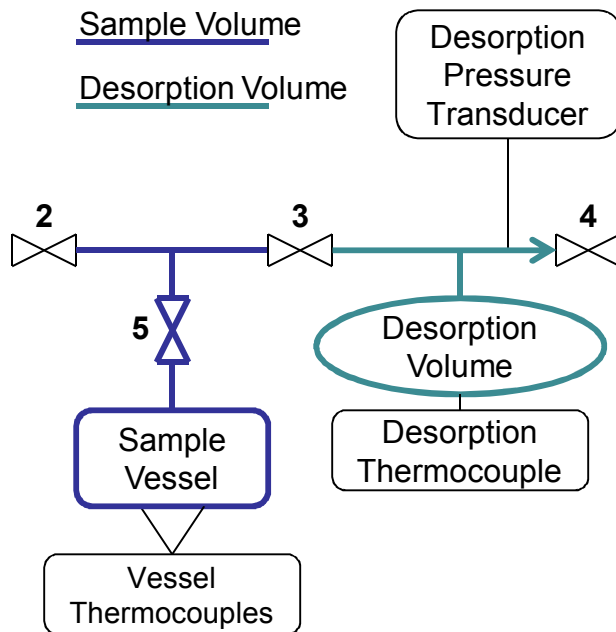 Sample Volume
Desorption Volume
Desorption
Pressure
Transducer
2
3
4
5
Desorption
Volume
Sample
Vessel
Desorption
Thermocouple
Vessel
Thermocouples